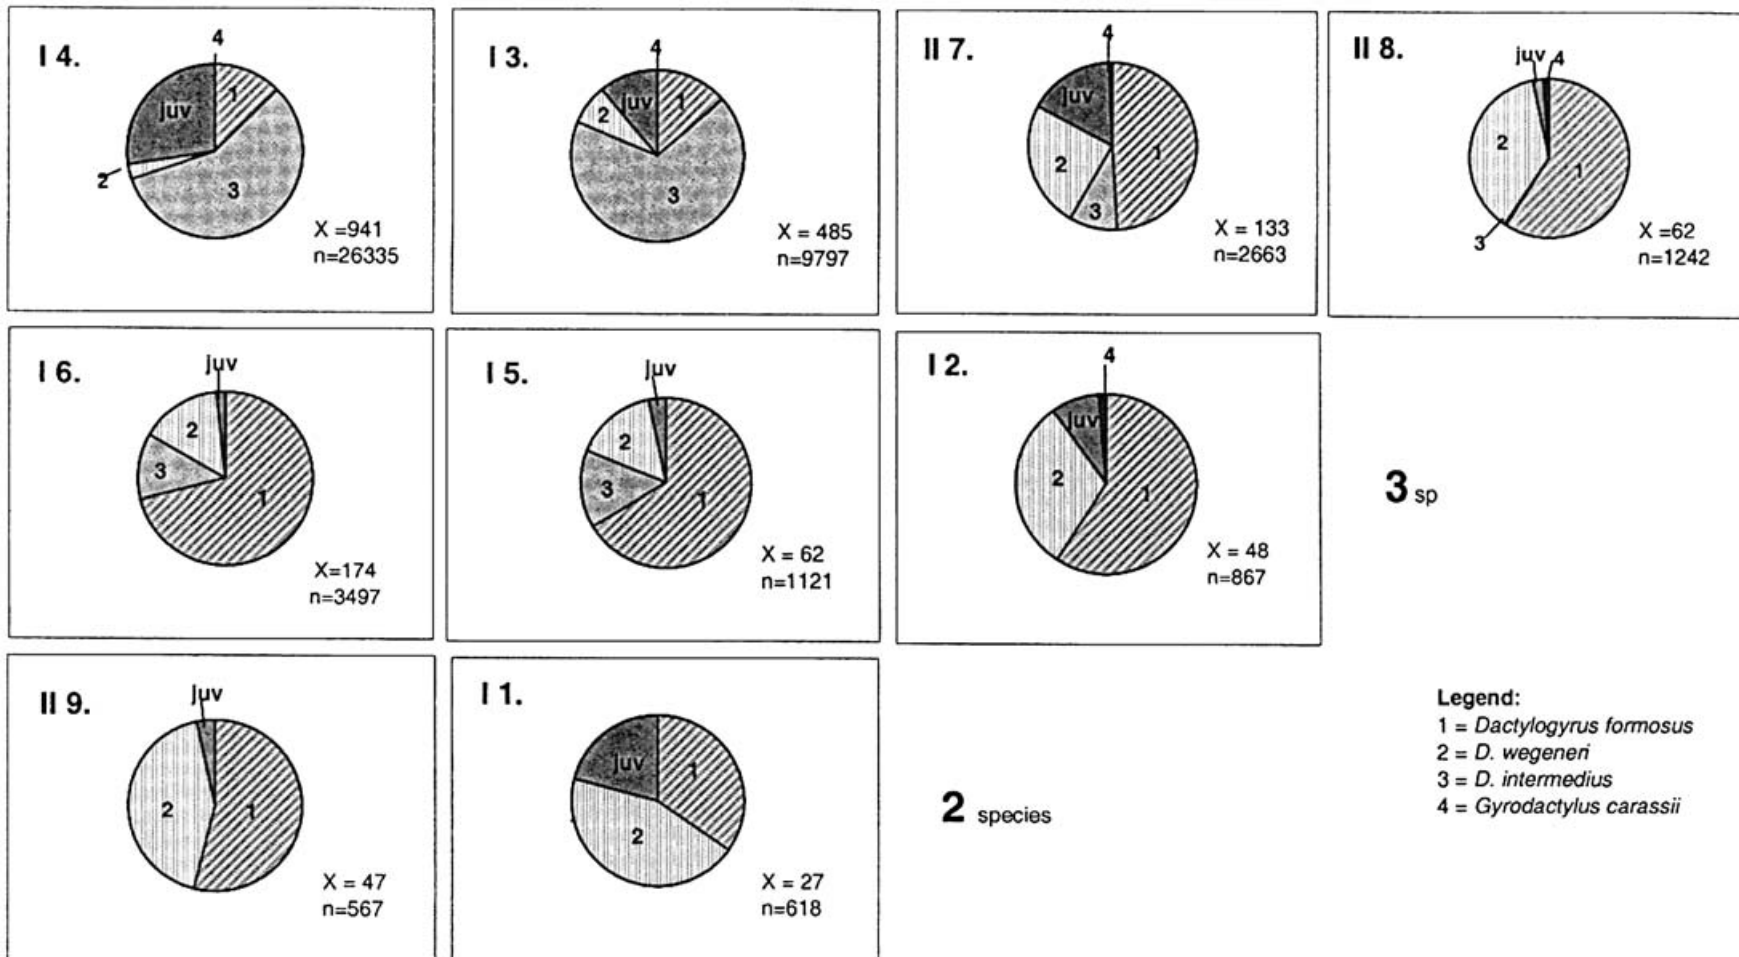 I 4.
4
juv
1
2
3
X =941
n=26335
I 3.
4
juv
1
2
3
X = 485
n=9797
II 7.
4
juv
1
2
3
X = 133
n=2663
II 8.
juv
4
2
1
3
X =62
n=1242
I 6.
juv
2
3
1
X=174
n=3497
I 5.
juv
2
3
1
X = 62
n=1121
I 2.
4
juv
2
1
X = 48
n=867
3 sp
II 9.
juv
2
1
X = 47
n=567
I 1.
juv
1
2
X = 27
n=618
2 species
Legend:
1 = Dactylogyrus formosus
2 = D. wegeneri
3 = D. intermedius
4 = Gyrodactylus carassii